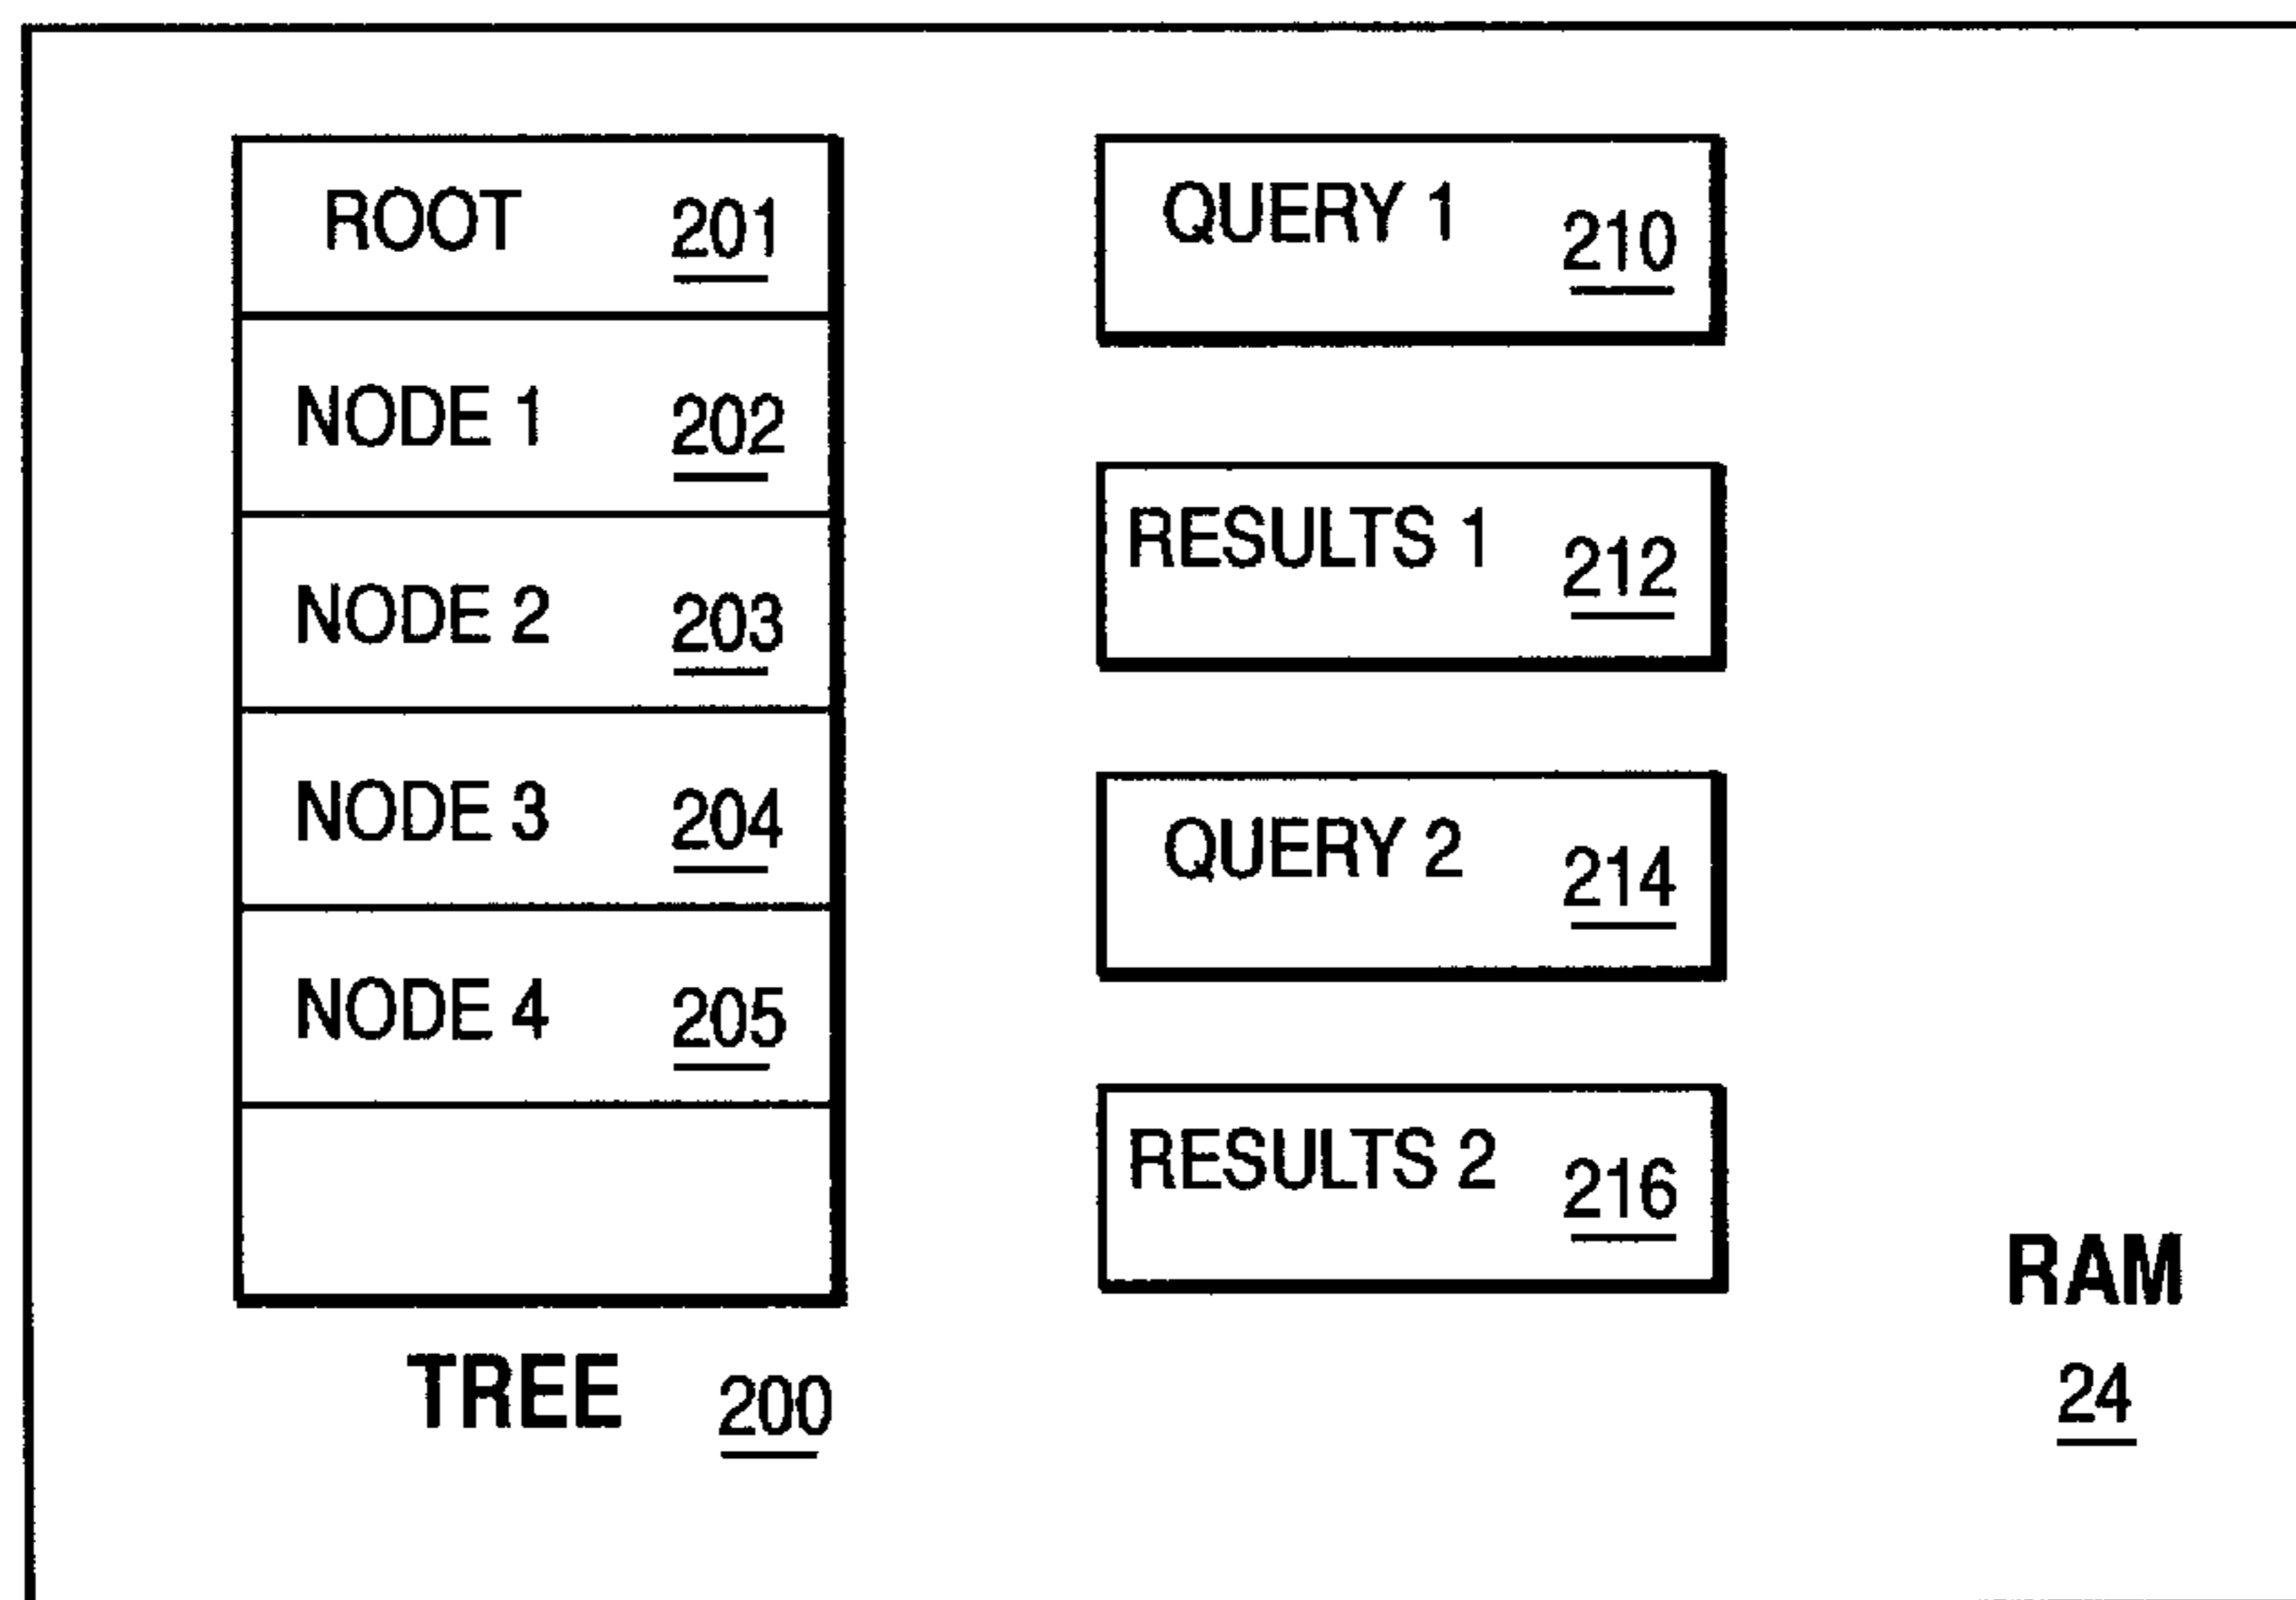 ROOT 201
NODE 1 202
NODE 2 203
NODE 3 204
NODE 4 205
TREE 200
QUERY 1 210
RESULTS 1 212
QUERY 2 214
RESULTS 2 216
RAM
24